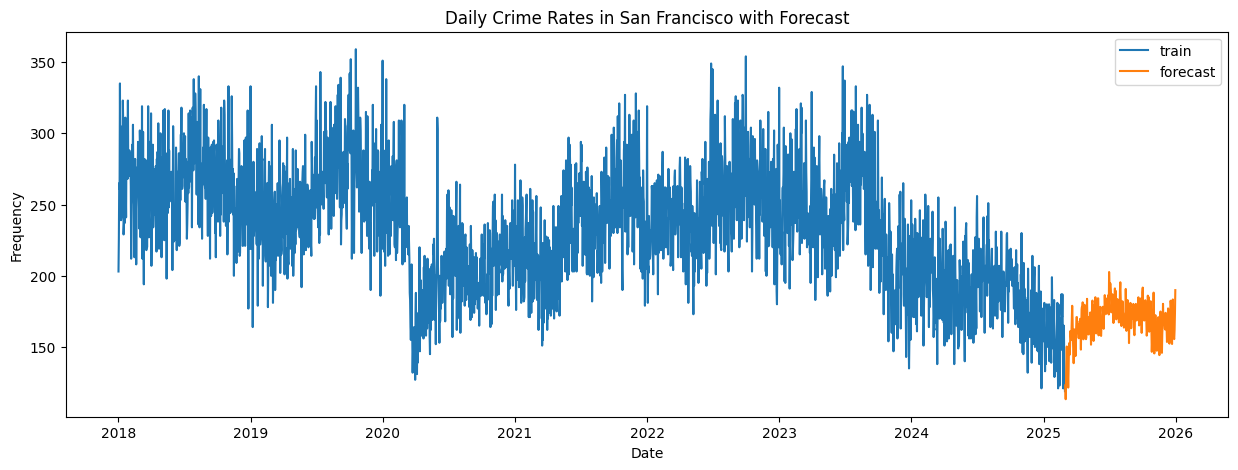 Daily Crime Rates in San Francisco with Forecast
train
forecast
350
300
250
200
150
Frequency
2018 2019 2020 2021 2022 2023 2024 2025 2026
Date